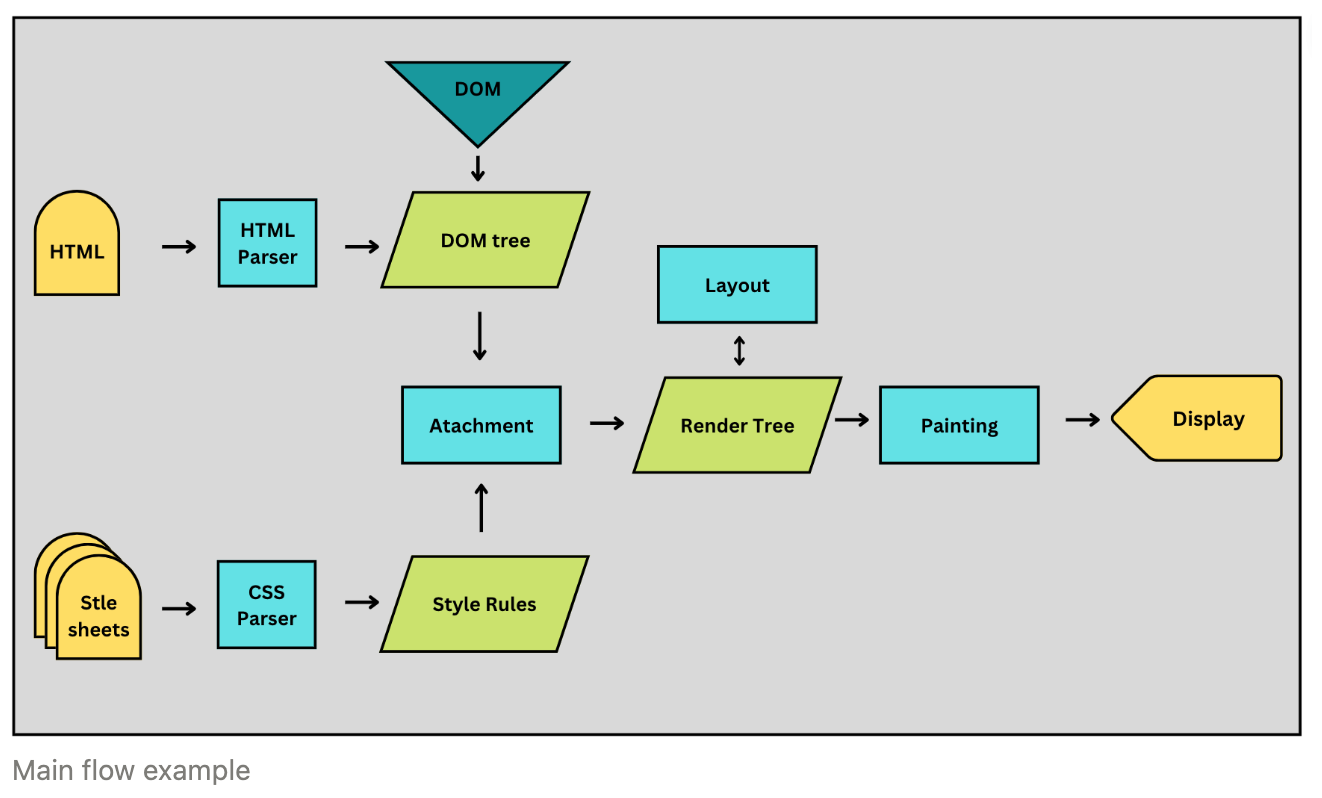 DOM
HTML
HTML
Parser
DOM tree
Layout
Atachment
Render Tree
Painting
Display
Stle
sheets
CSS
Parser
Style Rules
Main flow example